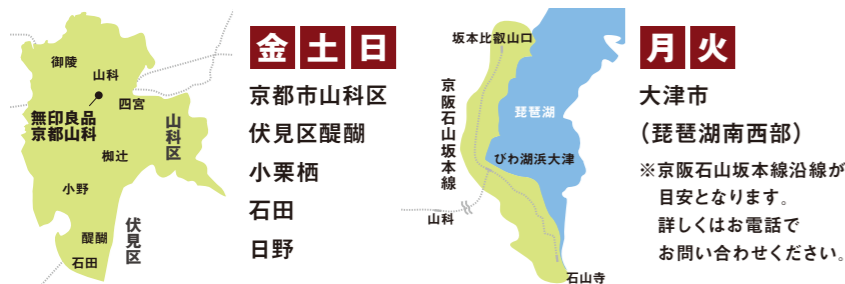 御陵
山科
四宮
無印良品
京都山科
山科区
椥辻
小野
伏見区
醍醐
石田
金土日
京都市山科区
伏見区醍醐
小栗栖
石田
日野
坂本比叡山口
京阪石山坂本線
琵琶湖
びわ湖浜大津
山科
石山寺
月火
大津市
（琵琶湖南西部）
※京阪石山坂本線沿線が
目安となります。
詳しくはお電話で
お問い合わせください。